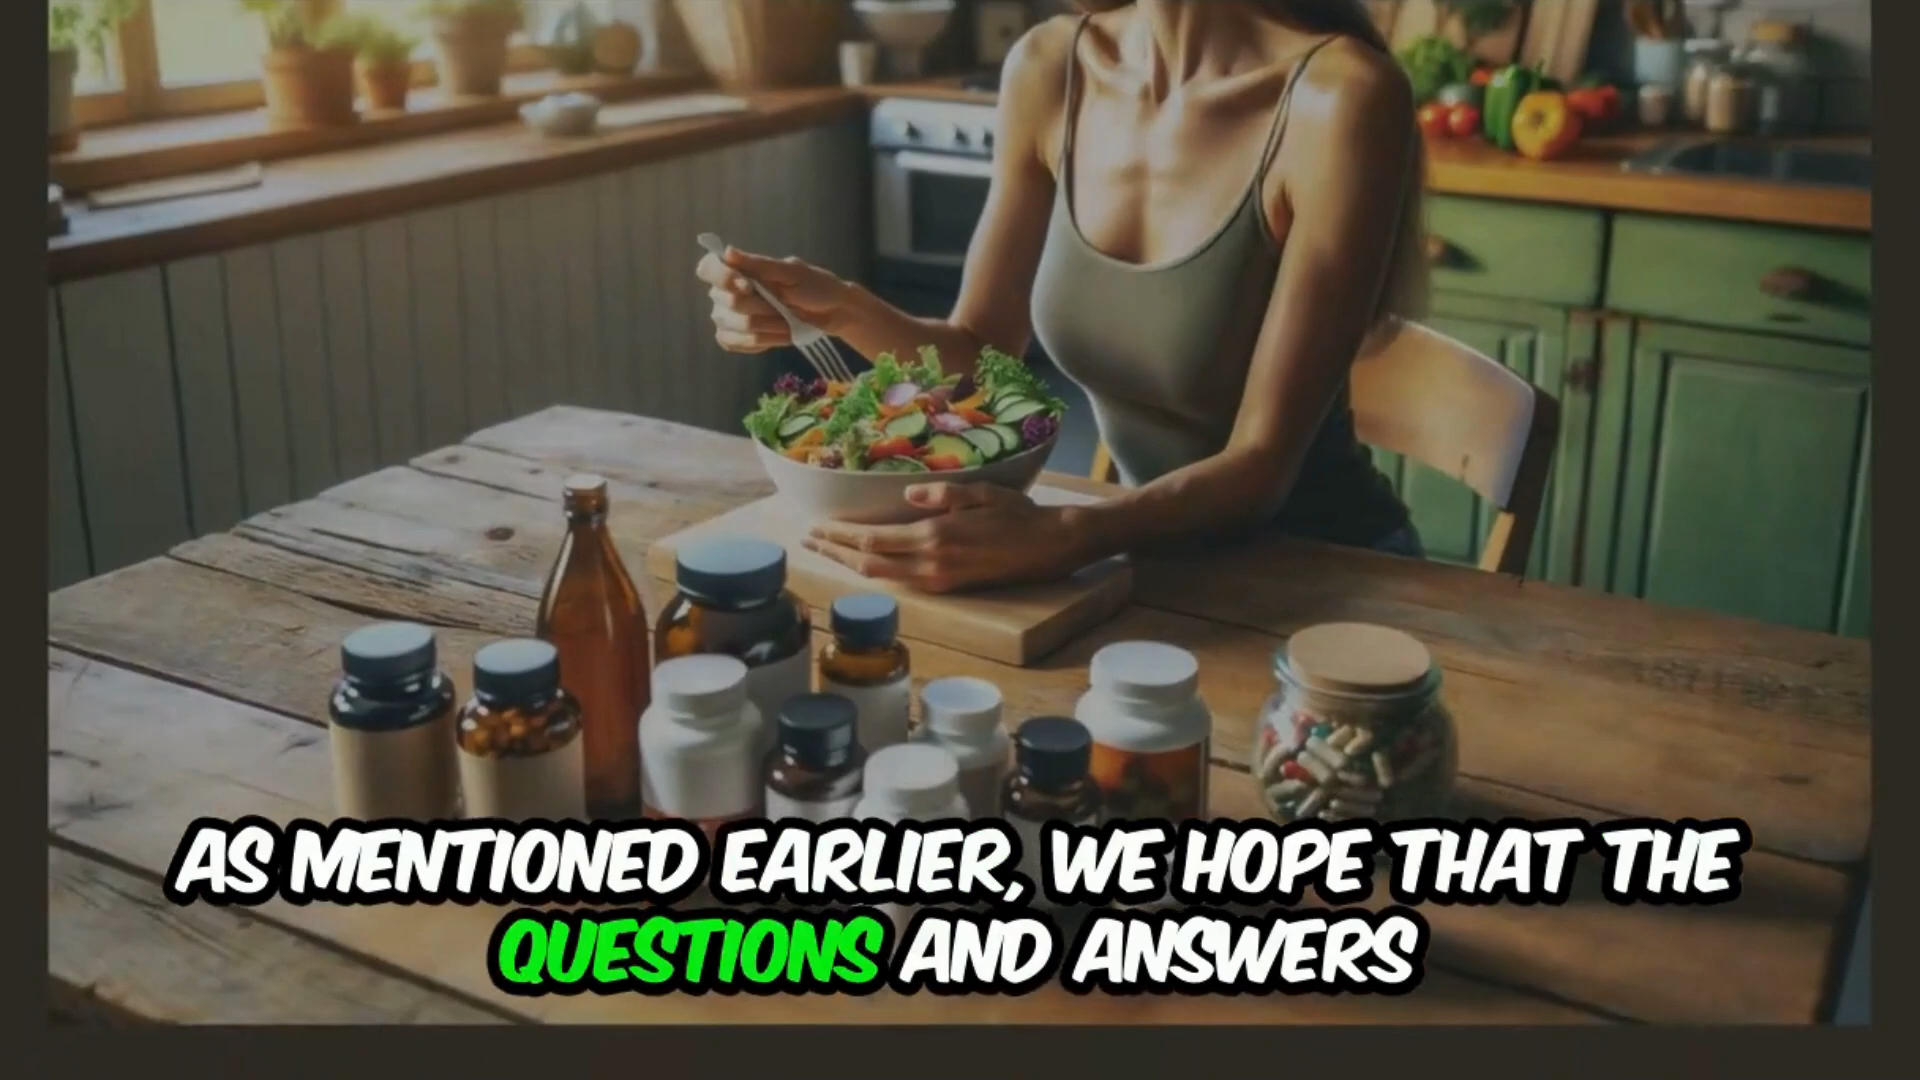 AS MENTIONED EARLIER, WE HOPE THAT THE
QUESTIONS AND ANSWERS